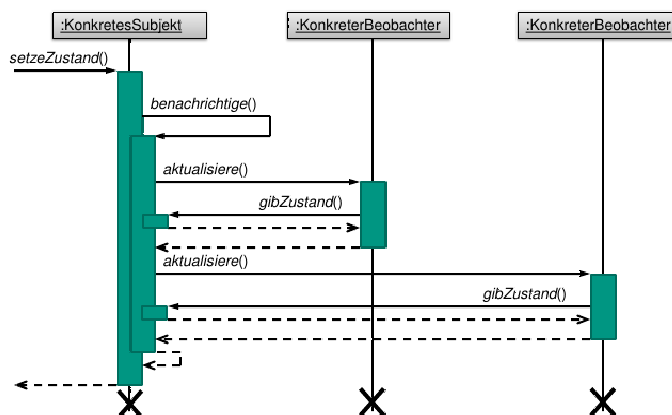 :KonkretesSubjekt
:KonkreterBeobachter
:KonkreterBeobachter
setzeZustand()
benachrichtige()
aktualisiere()
gibZustand()
aktualisiere()
gibZustand()